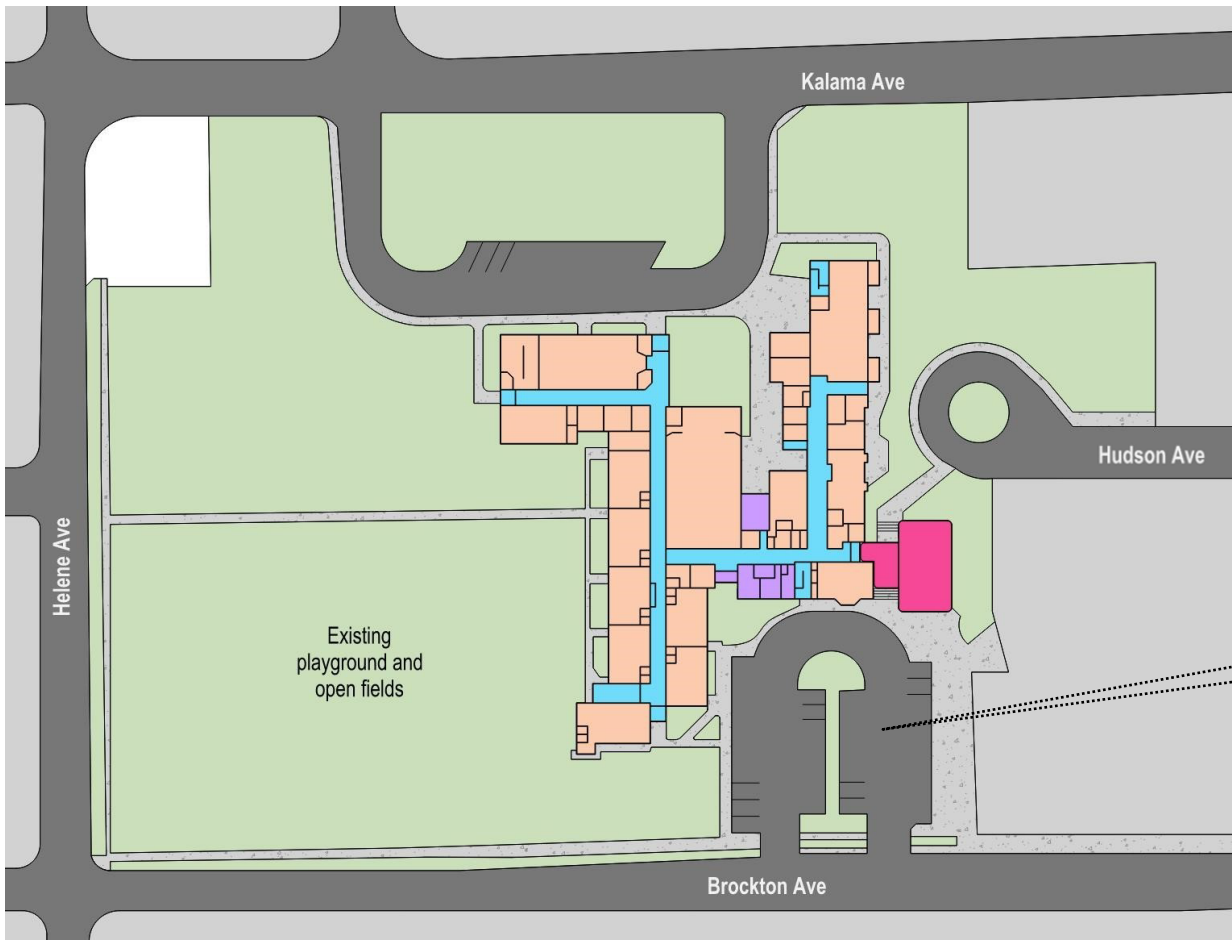 Kalama Ave
Hudson Ave
Helene Ave
Existing
playground and
open fields
Brockton Ave